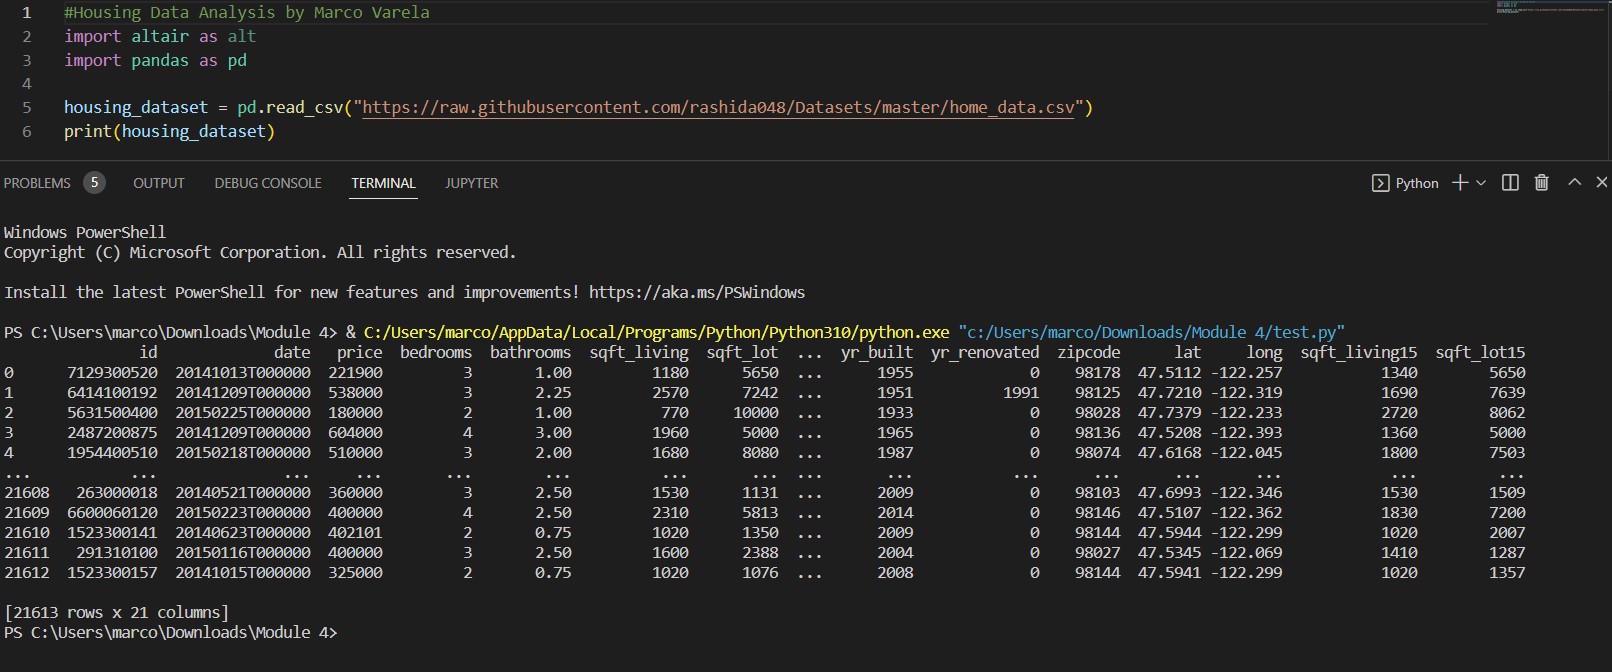 1 #Housing Data Analysis by Marco Varela
2 import altair as alt
3 import pandas as pd
4
5 housing_dataset = pd.read_csv("https://raw.githubusercontent.com/rashida048/Datasets/master/home_data.csv")
6 print(housing_dataset)
PROBLEMS 5 OUTPUT DEBUG CONSOLE TERMINAL JUPYTER Python
Windows PowerShell
Copyright (C) Microsoft Corporation. All rights reserved.
Install the latest PowerShell for new features and improvements! https://aka.ms/PSWindows
PS C:\Users\marco\Downloads\Module 4> & C:/Users/marco/AppData/Local/Programs/Python/Python310/python.exe "c:/Users/marco/Downloads/Module 4/test.py"
id date price bedrooms bathrooms sqft_living sqft_lot ... yr_built yr_renovated zipcode lat long sqft_living15 sqft_lot15
0 7129300520 20141013T000000 221900 3 1.00 1180 5650 ... 1955 0 98178 47.5112 -122.257 1340 5650
1 6414100192 20141209T000000 538000 3 2.25 2570 7242 ... 1951 1991 98125 47.7210 -122.319 1690 7639
2 5631500400 20150225T000000 180000 2 1.00 770 10000 ... 1933 0 98028 47.7379 -122.233 2720 8062
3 2487200875 20141209T000000 604000 4 3.00 1960 5000 ... 1965 0 98136 47.5208 -122.393 1360 5000
4 1954400510 20150218T000000 510000 3 2.00 1680 8080 ... 1987 0 98074 47.6168 -122.045 1800 7503
... ... ... ... ... ... ... ... ... ... ... ... ... ... ... ...
21608 263000018 20140521T000000 360000 3 2.50 1530 1131 ... 2009 0 98103 47.6993 -122.346 1530 1509
21609 6600060120 20150223T000000 400000 4 2.50 2310 5813 ... 2014 0 98146 47.5107 -122.362 1830 7200
21610 1523300141 20140623T000000 402101 2 0.75 1020 1350 ... 2009 0 98144 47.5944 -122.299 1020 2007
21611 291310100 20150116T000000 400000 3 2.50 1600 2388 ... 2004 0 98027 47.5345 -122.069 1410 1287
21612 1523300157 20141015T000000 325000 2 0.75 1020 1076 ... 2008 0 98144 47.5941 -122.299 1020 1357
[21613 rows x 21 columns]
PS C:\Users\marco\Downloads\Module 4>